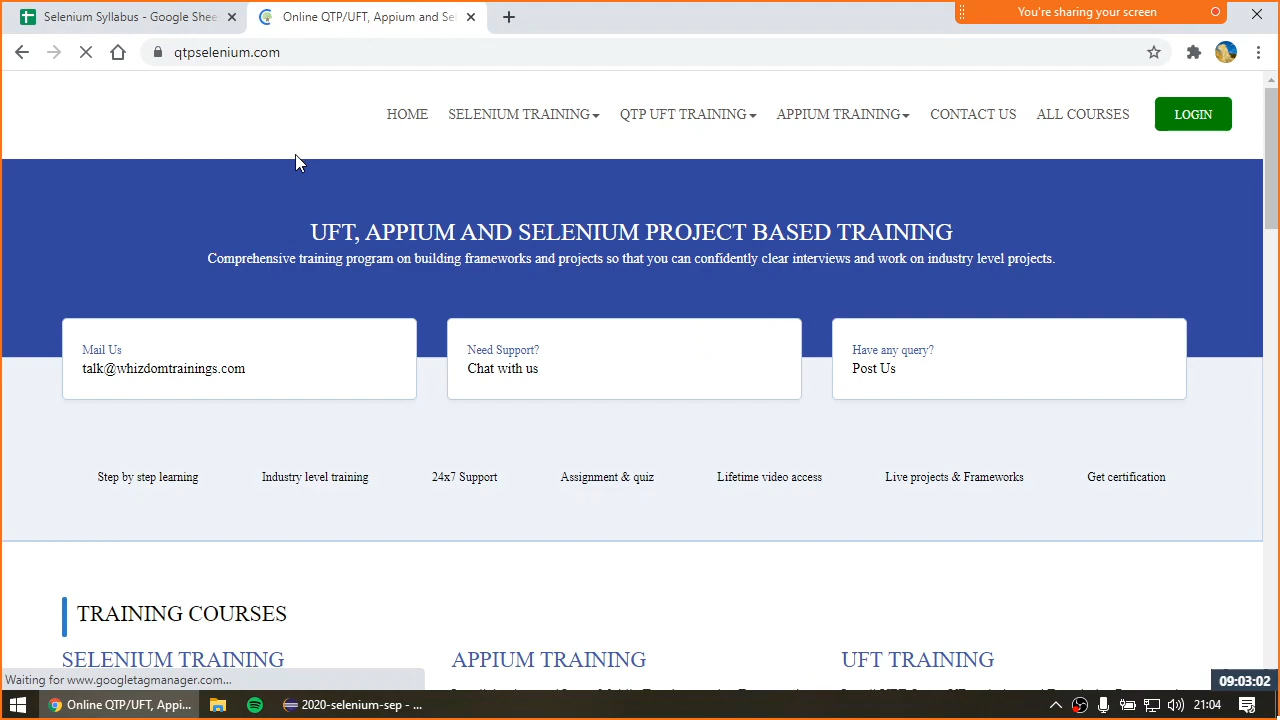 Selenium Syllabus - Google Shee
Online QTP/UFT, Appium and Sel
You're sharing your screen
qtpselenium.com
HOME
SELENIUM TRAINING
QTP UFT TRAINING
APPIUM TRAINING
CONTACT US
ALL COURSES
LOGIN
UFT, APPIUM AND SELENIUM PROJECT BASED TRAINING
Comprehensive training program on building frameworks and projects so that you can confidently clear interviews and work on industry level projects.
Mail Us
talk@whizdomtrainings.com
Need Support?
Chat with us
Have any query?
Post Us
Step by step learning
Industry level training
24x7 Support
Assignment & quiz
Lifetime video access
Live projects & Frameworks
Get certification
TRAINING COURSES
SELENIUM TRAINING
APPIUM TRAINING
UFT TRAINING
Waiting for www.googletagmanager.com...
09:03:02
Online QTP/UFT, Appi...
2020-selenium-sep - ...
21:04